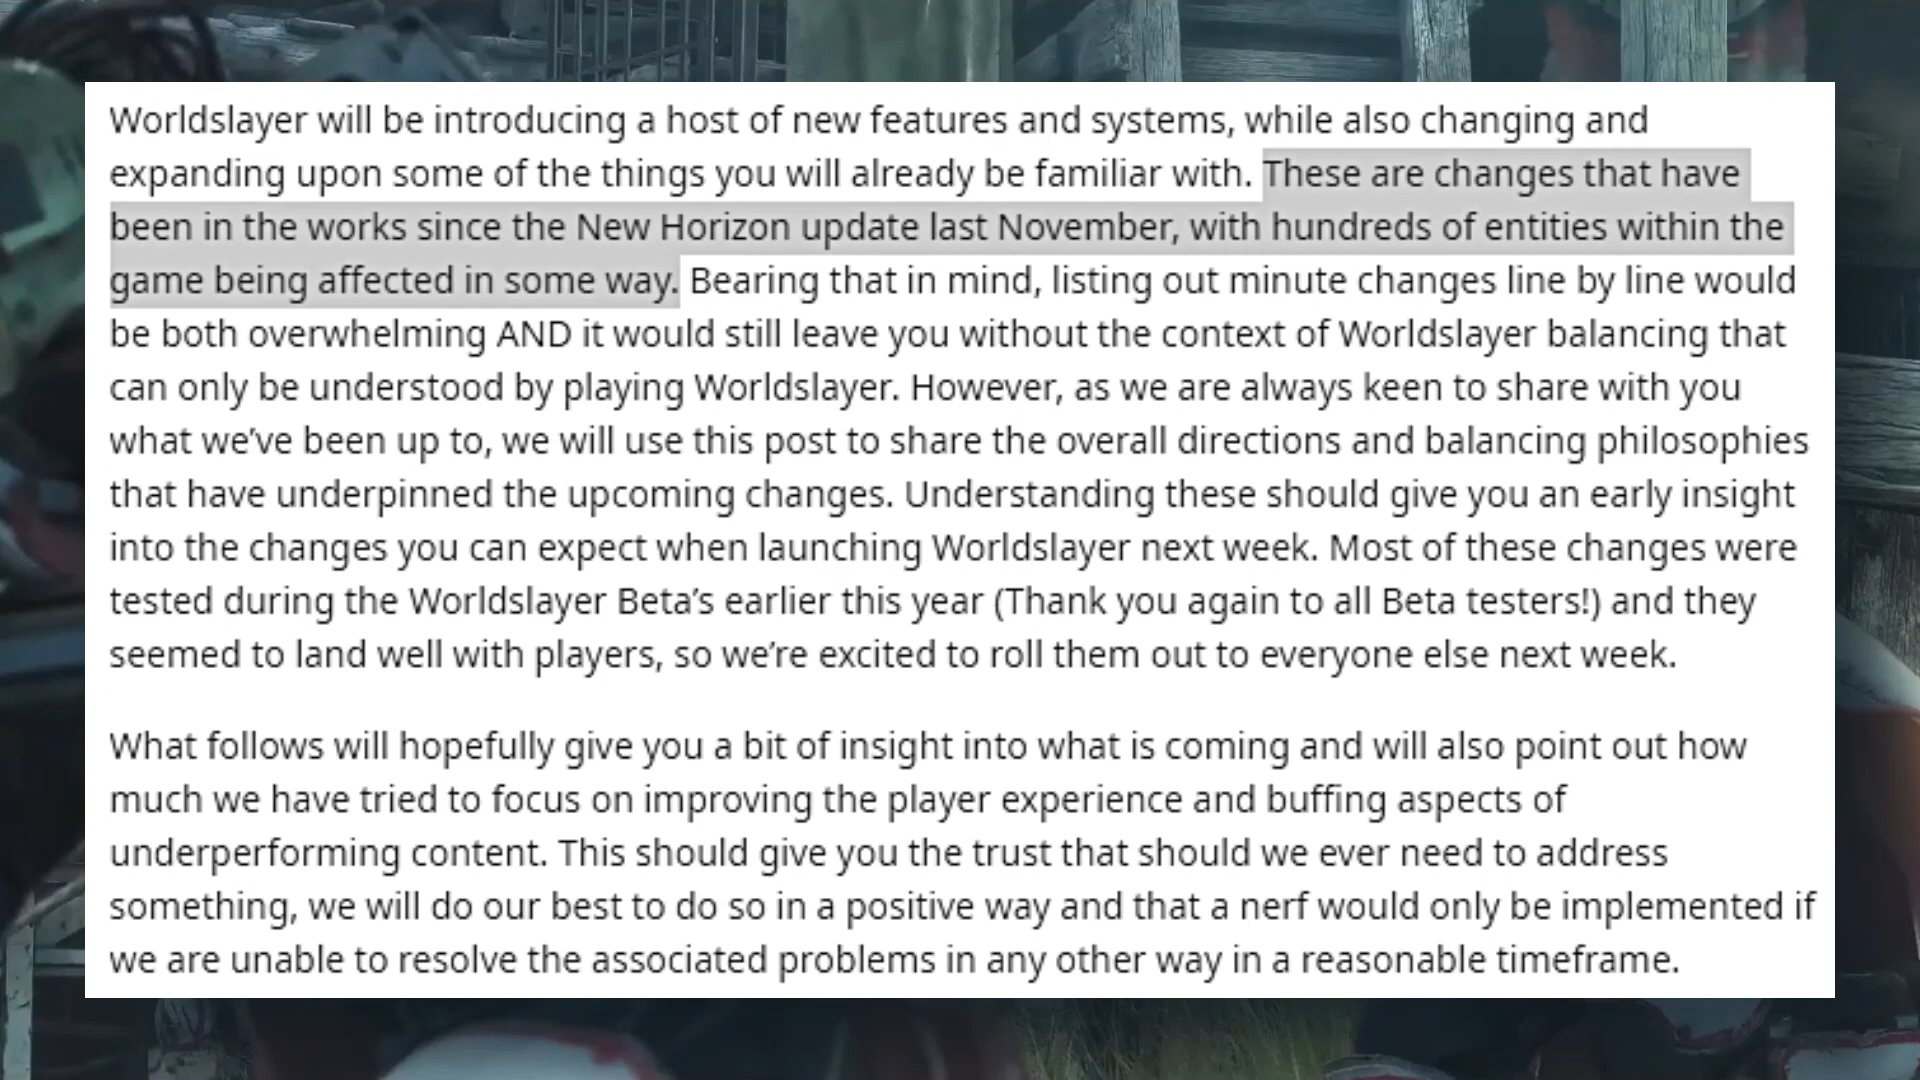 Worldslayer will be introducing a host of new features and systems, while also changing and
expanding upon some of the things you will already be familiar with. These are changes that have
been in the works since the New Horizon update last November, with hundreds of entities within the
game being affected in some way. Bearing that in mind, listing out minute changes line by line would
be both overwhelming AND it would still leave you without the context of Worldslayer balancing that
can only be understood by playing Worldslayer. However, as we are always keen to share with you
what we’ve been up to, we will use this post to share the overall directions and balancing philosophies
that have underpinned the upcoming changes. Understanding these should give you an early insight
into the changes you can expect when launching Worldslayer next week. Most of these changes were
tested during the Worldslayer Beta’s earlier this year (Thank you again to all Beta testers!) and they
seemed to land well with players, so we’re excited to roll them out to everyone else next week.
What follows will hopefully give you a bit of insight into what is coming and will also point out how
much we have tried to focus on improving the player experience and buffing aspects of
underperforming content. This should give you the trust that should we ever need to address
something, we will do our best to do so in a positive way and that a nerf would only be implemented if
we are unable to resolve the associated problems in any other way in a reasonable timeframe.